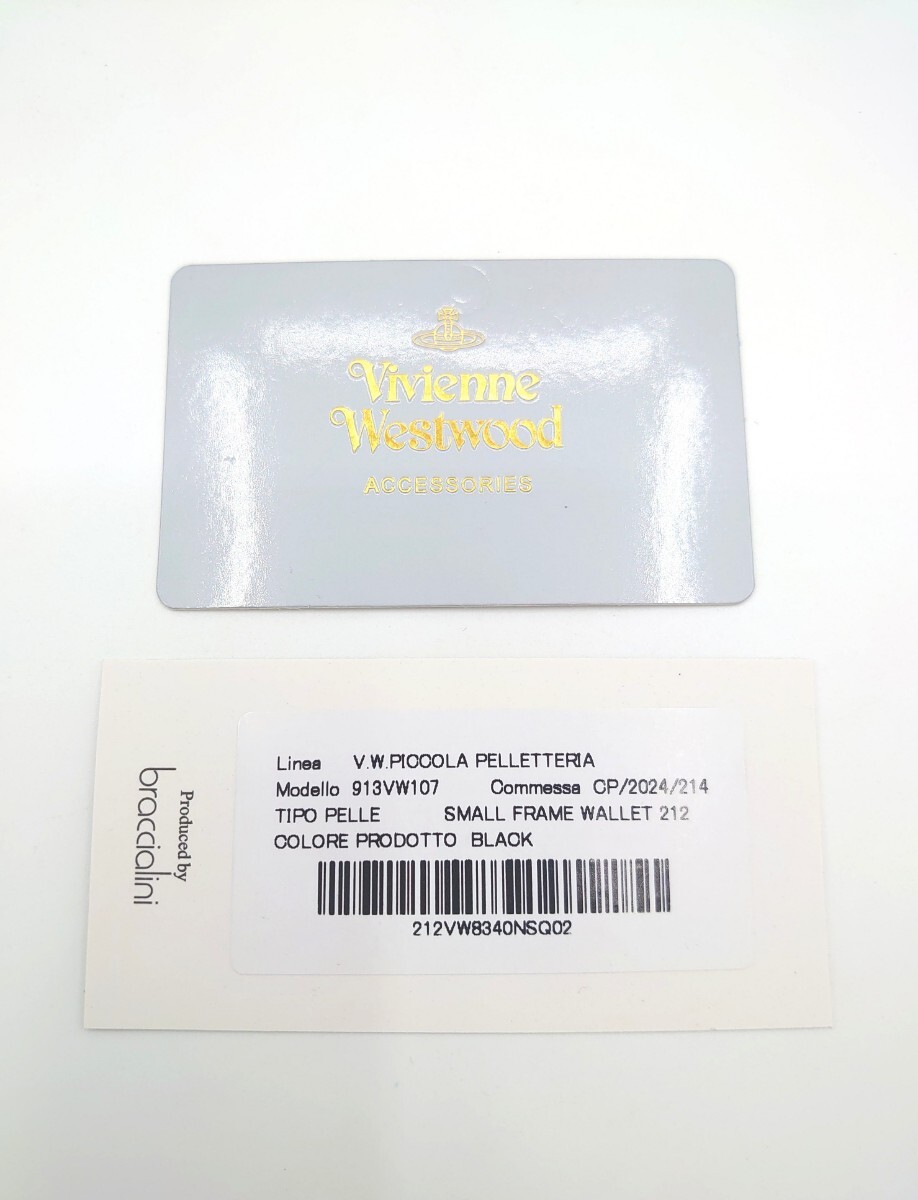 Vivienne
Westwood
ACCESSORIES
Linea V.W.PICCOLA PELLETTERIA
Modello 913VW107 Commessa CP/2024/214
TIPO PELLE SMALL FRAME WALLET 212
COLORE PRODOTTO BLACK
212VW8340NSQ02
Produced by
braccialini